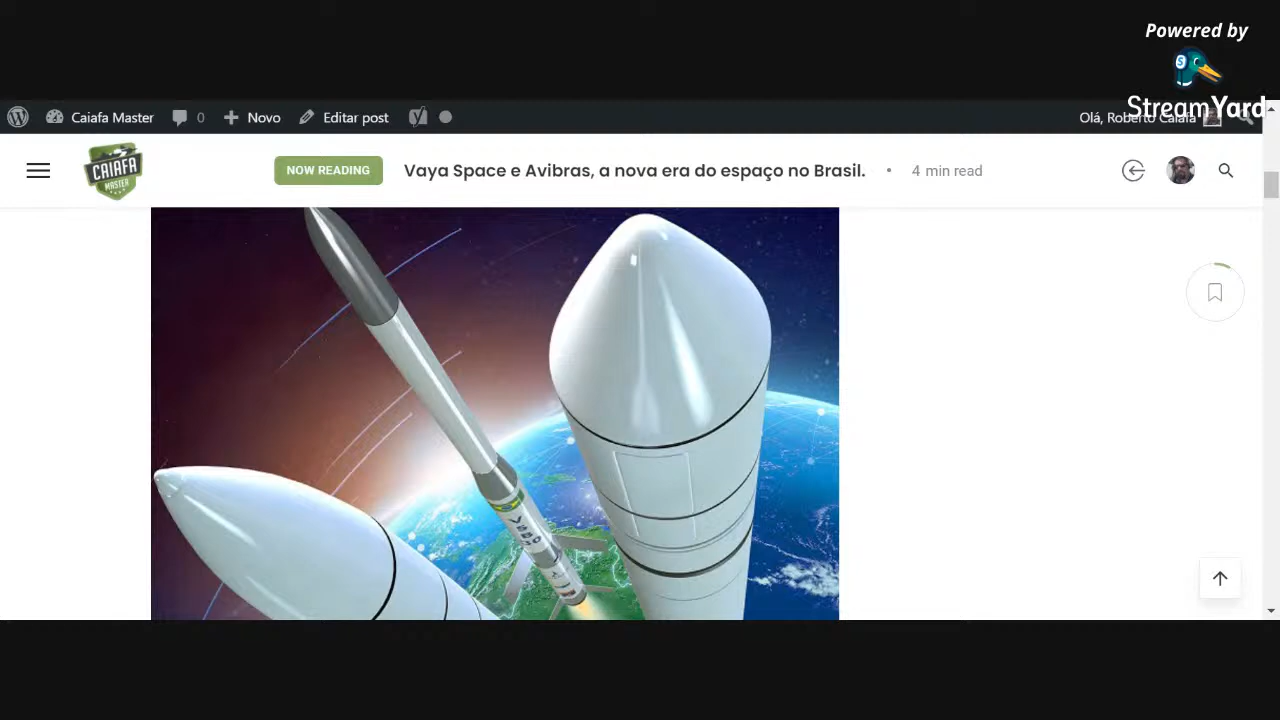 Powered by
StreamYard
Caiafa Master 0 Novo Editar post Olá, Roberto Caiafa
CAIAFA
MASTER
NOW READING Vaya Space e Avibras, a nova era do espaço no Brasil. • 4 min read